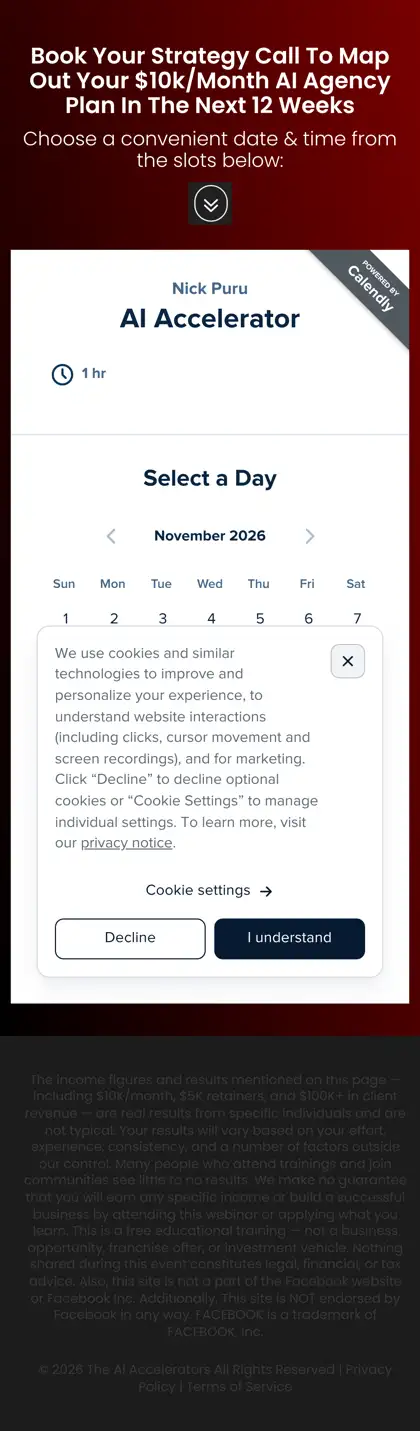 Book Your Strategy Call To Map
Out Your $10k/Month AI Agency
Plan In The Next 12 Weeks
Choose a convenient date & time from
the slots below:
POWERED BY
Calendly
Nick Puru
AI Accelerator
1 hr
Select a Day
November 2026
Sun Mon Tue Wed Thu Fri Sat
1 2 3 4 5 6 7
We use cookies and similar
technologies to improve and
personalize your experience, to
understand website interactions
(including clicks, cursor movement and
screen recordings), and for marketing.
Click “Decline” to decline optional
cookies or “Cookie Settings” to manage
individual settings. To learn more, visit
our privacy notice.
Cookie settings
Decline
I understand
The income figures and results mentioned on this page —
including $10K/month, $5K retainers, and $100K+ in client
revenue — are real results from specific individuals and are
not typical. Your results will vary based on your effort,
experience, consistency, and a number of factors outside
our control. Many people who attend trainings and join
communities see little to no results. We make no guarantee
that you will earn any specific income or build a successful
business by attending this webinar or applying what you
learn. This is a free educational training — not a business
opportunity, franchise offer, or investment vehicle. Nothing
shared during this event constitutes legal, financial, or tax
advice. Also, this site is not a part of the Facebook website
or Facebook Inc. Additionally, This site is NOT endorsed by
Facebook in any way. FACEBOOK is a trademark of
FACEBOOK, Inc.
© 2026 The AI Accelerators All Rights Reserved | Privacy
Policy | Terms of Service